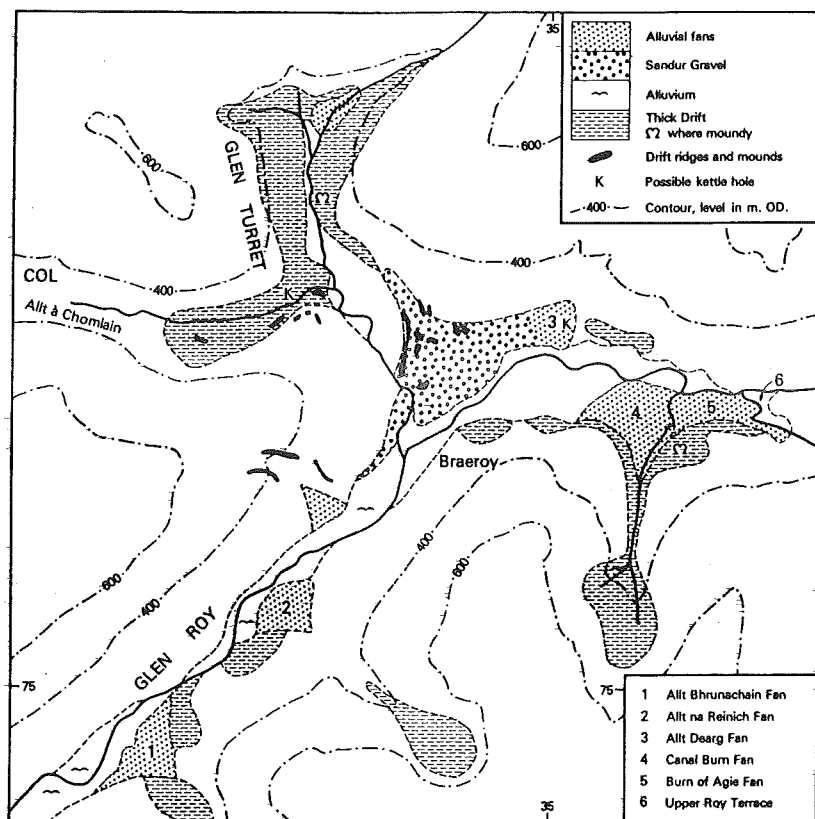 35
Alluvial fans
Sandur Gravel
Alluvium
Thick Drift
where moundy
Drift ridges and mounds
K Possible kettle hole
400 Contour, level in m. OD.
600
600
GLEN TURRET
400
400
COL
Allt à Chomlain
K
3 K
6
4
5
Braeroy
400
600
600
400
2
GLEN ROY
75
75
1
35
1 Allt Bhrunachain Fan
2 Allt na Reinich Fan
3 Allt Dearg Fan
4 Canal Burn Fan
5 Burn of Agie Fan
6 Upper Roy Terrace